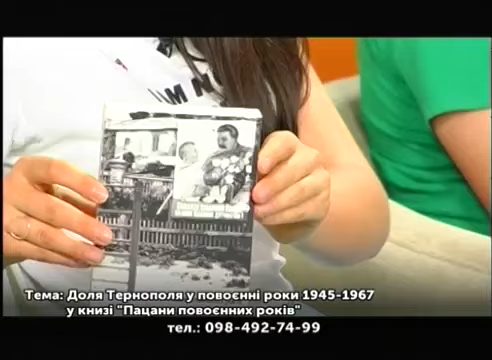 Тема: Доля Тернополя у повоєнні роки 1945-1967
у книзі "Пацани повоєнних років"
тел.: 098-492-74-99